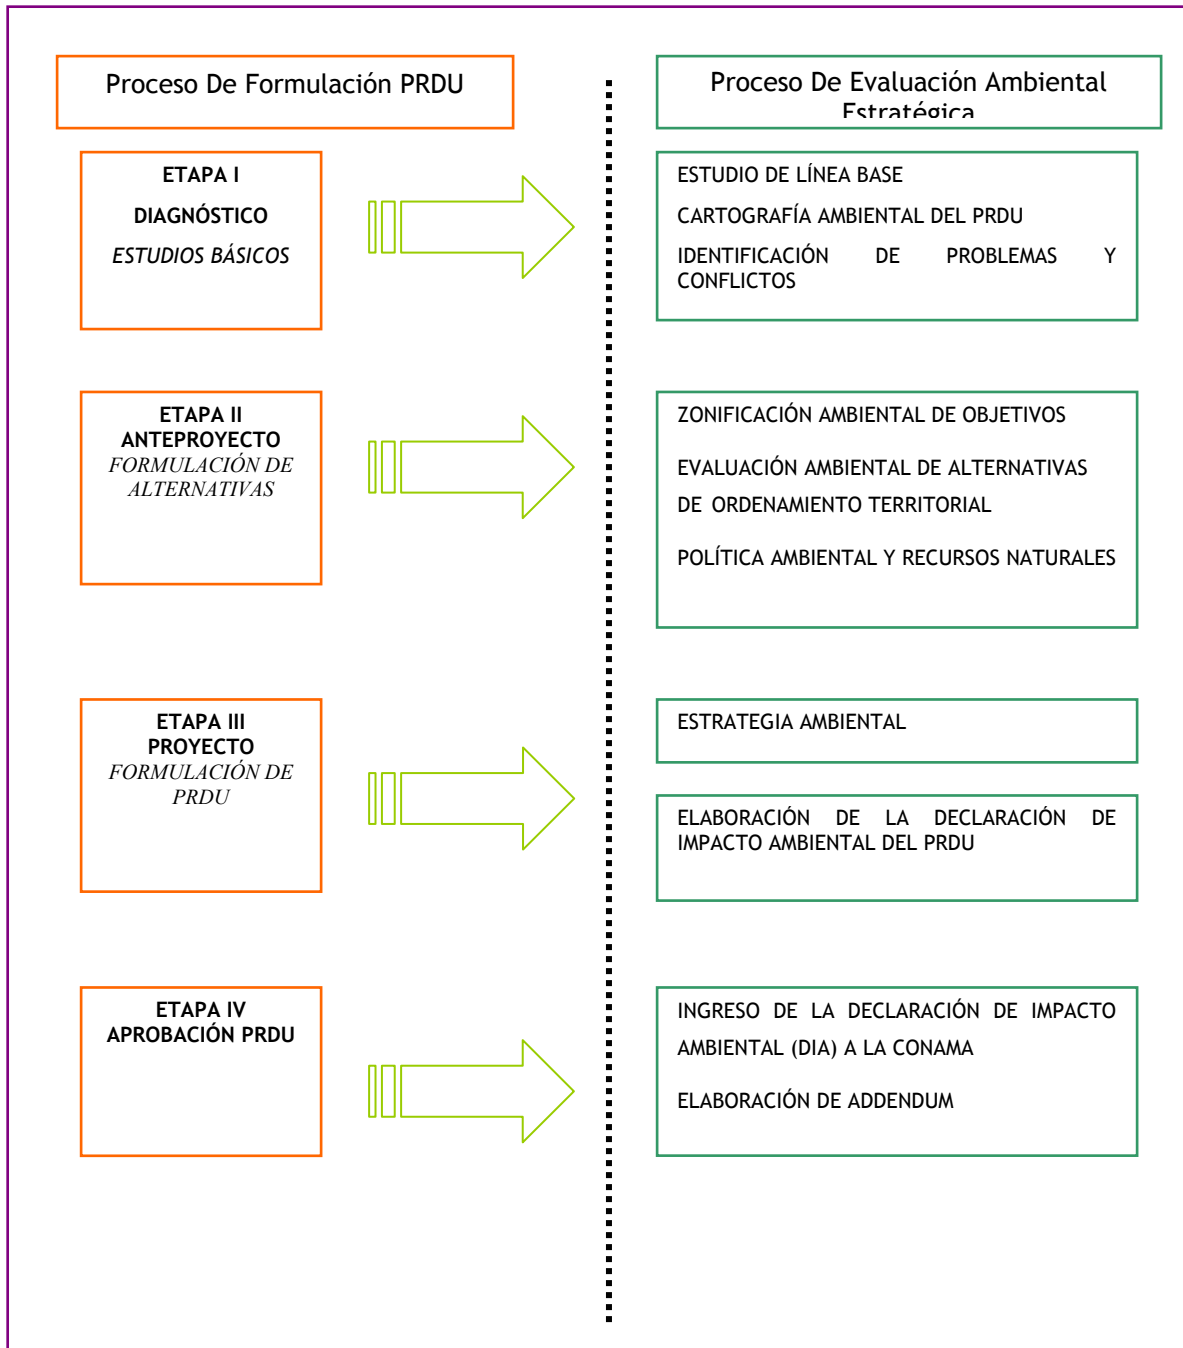 Proceso De Formulación PRDU
Proceso De Evaluación Ambiental
Estratégica
ETAPA I
DIAGNÓSTICO
ESTUDIOS BÁSICOS
ESTUDIO DE LÍNEA BASE
CARTOGRAFÍA AMBIENTAL DEL PRDU
IDENTIFICACIÓN DE PROBLEMAS Y
CONFLICTOS
ETAPA II
ANTEPROYECTO
FORMULACIÓN DE
ALTERNATIVAS
ZONIFICACIÓN AMBIENTAL DE OBJETIVOS
EVALUACIÓN AMBIENTAL DE ALTERNATIVAS
DE ORDENAMIENTO TERRITORIAL
POLÍTICA AMBIENTAL Y RECURSOS NATURALES
ETAPA III
PROYECTO
FORMULACIÓN DE
PRDU
ESTRATEGIA AMBIENTAL
ELABORACIÓN DE LA DECLARACIÓN DE
IMPACTO AMBIENTAL DEL PRDU
ETAPA IV
APROBACIÓN PRDU
INGRESO DE LA DECLARACIÓN DE IMPACTO
AMBIENTAL (DIA) A LA CONAMA
ELABORACIÓN DE ADDENDUM